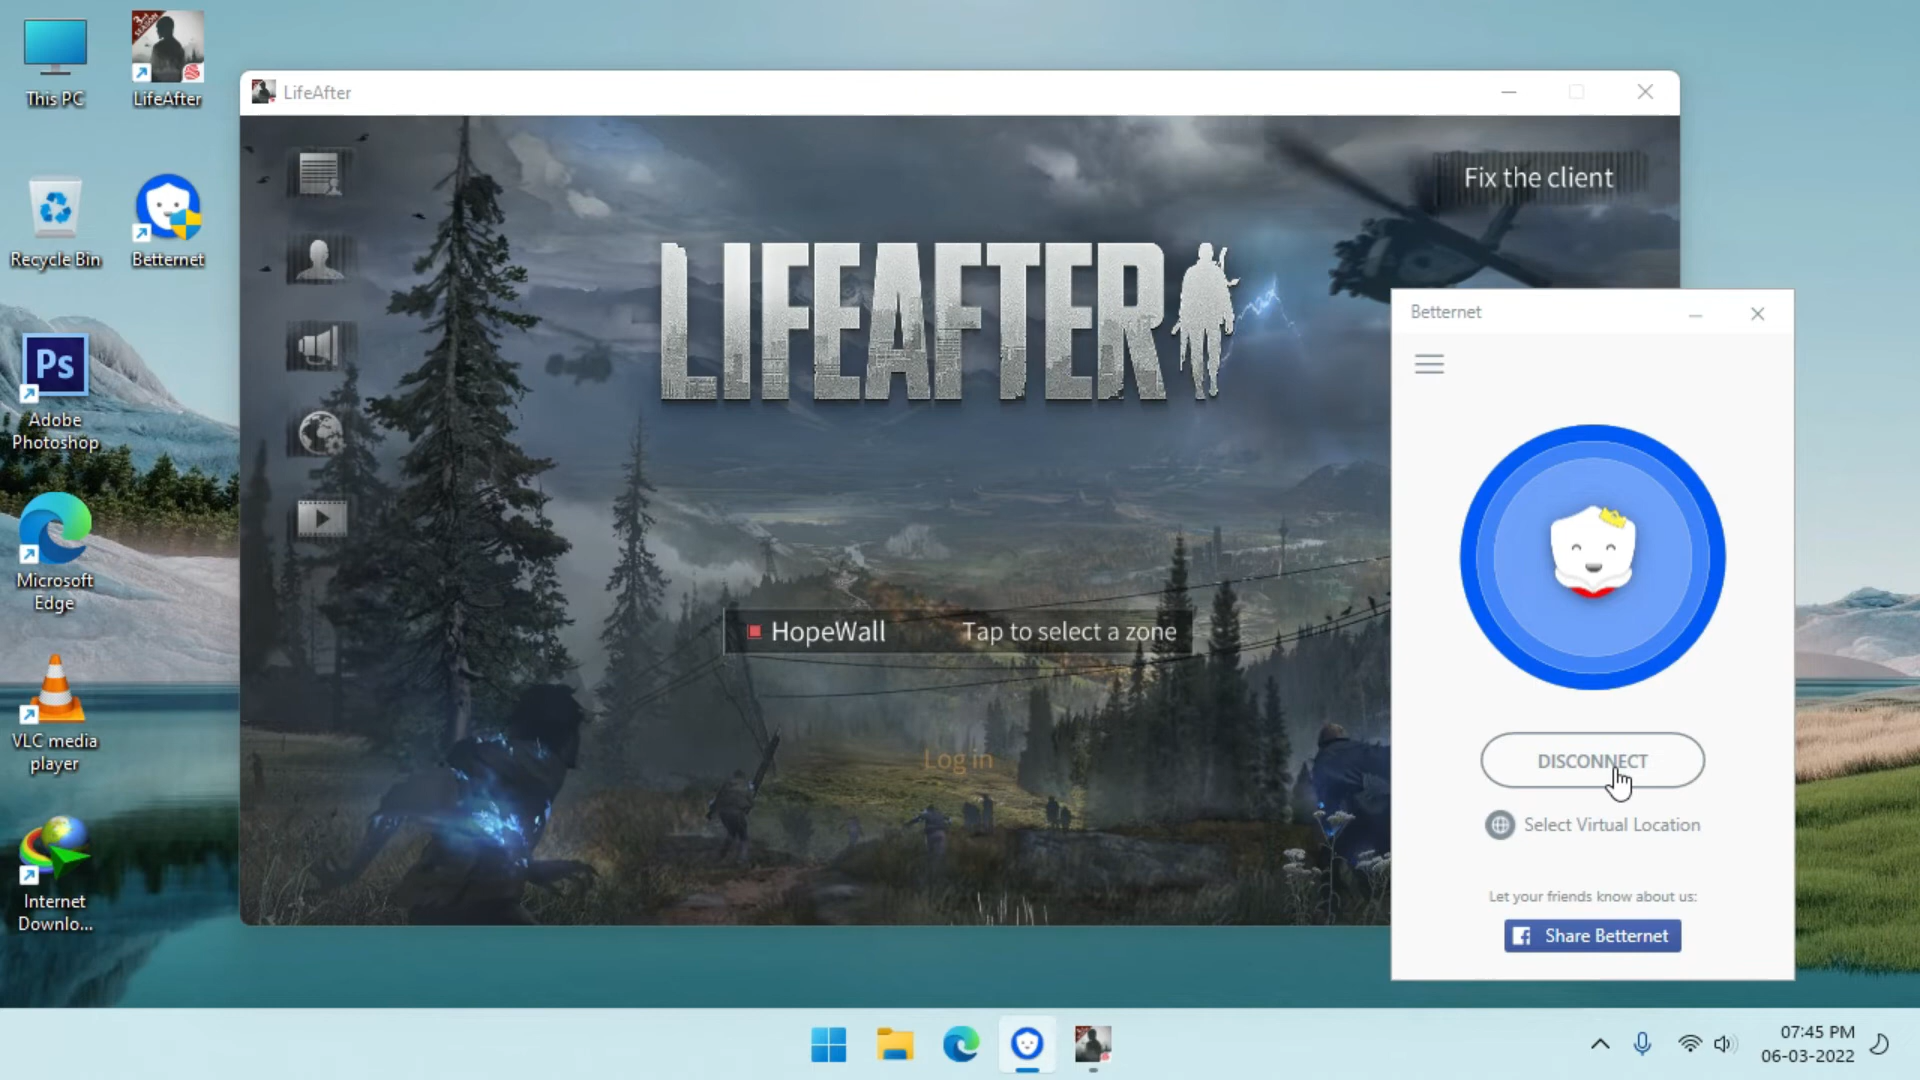 This PC
LifeAfter
Recycle Bin
Betternet
Ps
Adobe
Photoshop
Microsoft
Edge
VLC media
player
Internet
Downlo...
LifeAfter
Fix the client
LIFEAFTER
HopeWall
Tap to select a zone
Log in
Betternet
DISCONNECT
Select Virtual Location
Let your friends know about us:
Share Betternet
07:45 PM
06-03-2022